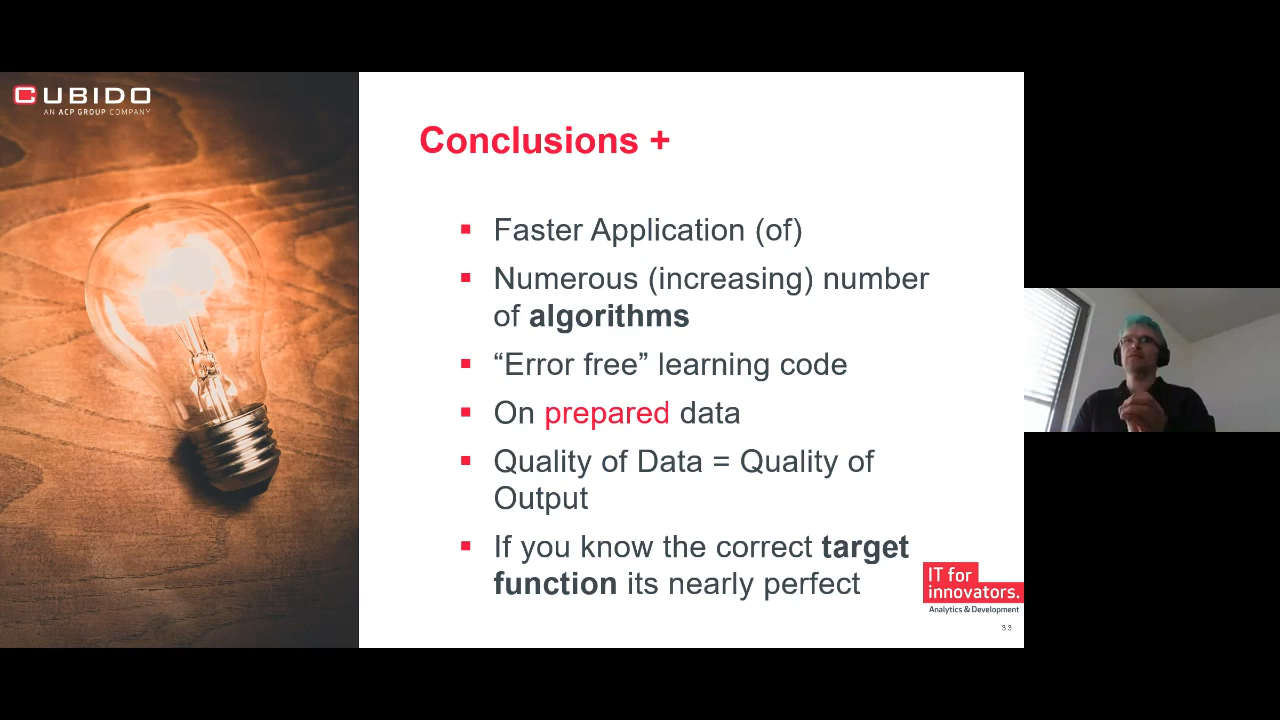 CUBIDO
AN ACP GROUP COMPANY
Conclusions +
Faster Application (of)
Numerous (increasing) number
of algorithms
“Error free” learning code
On prepared data
Quality of Data = Quality of
Output
If you know the correct target
function its nearly perfect
IT for
innovators.
Analytics & Development
33